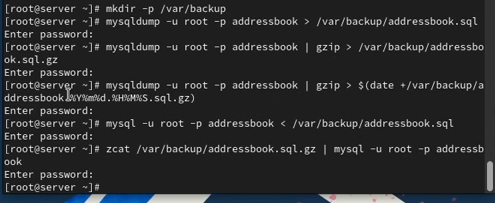 [root@server ~]# mkdir -p /var/backup
[root@server ~]# mysqldump -u root -p addressbook > /var/backup/addressbook.sql
Enter password:
[root@server ~]# mysqldump -u root -p addressbook | gzip > /var/backup/addressbo
ok.sql.gz
Enter password:
[root@server ~]# mysqldump -u root -p addressbook | gzip > $(date +/var/backup/a
ddressbook.%Y%m%d.%H%M%S.sql.gz)
Enter password:
[root@server ~]# mysql -u root -p addressbook < /var/backup/addressbook.sql
Enter password:
[root@server ~]# zcat /var/backup/addressbook.sql.gz | mysql -u root -p addressb
ook
Enter password:
[root@server ~]#